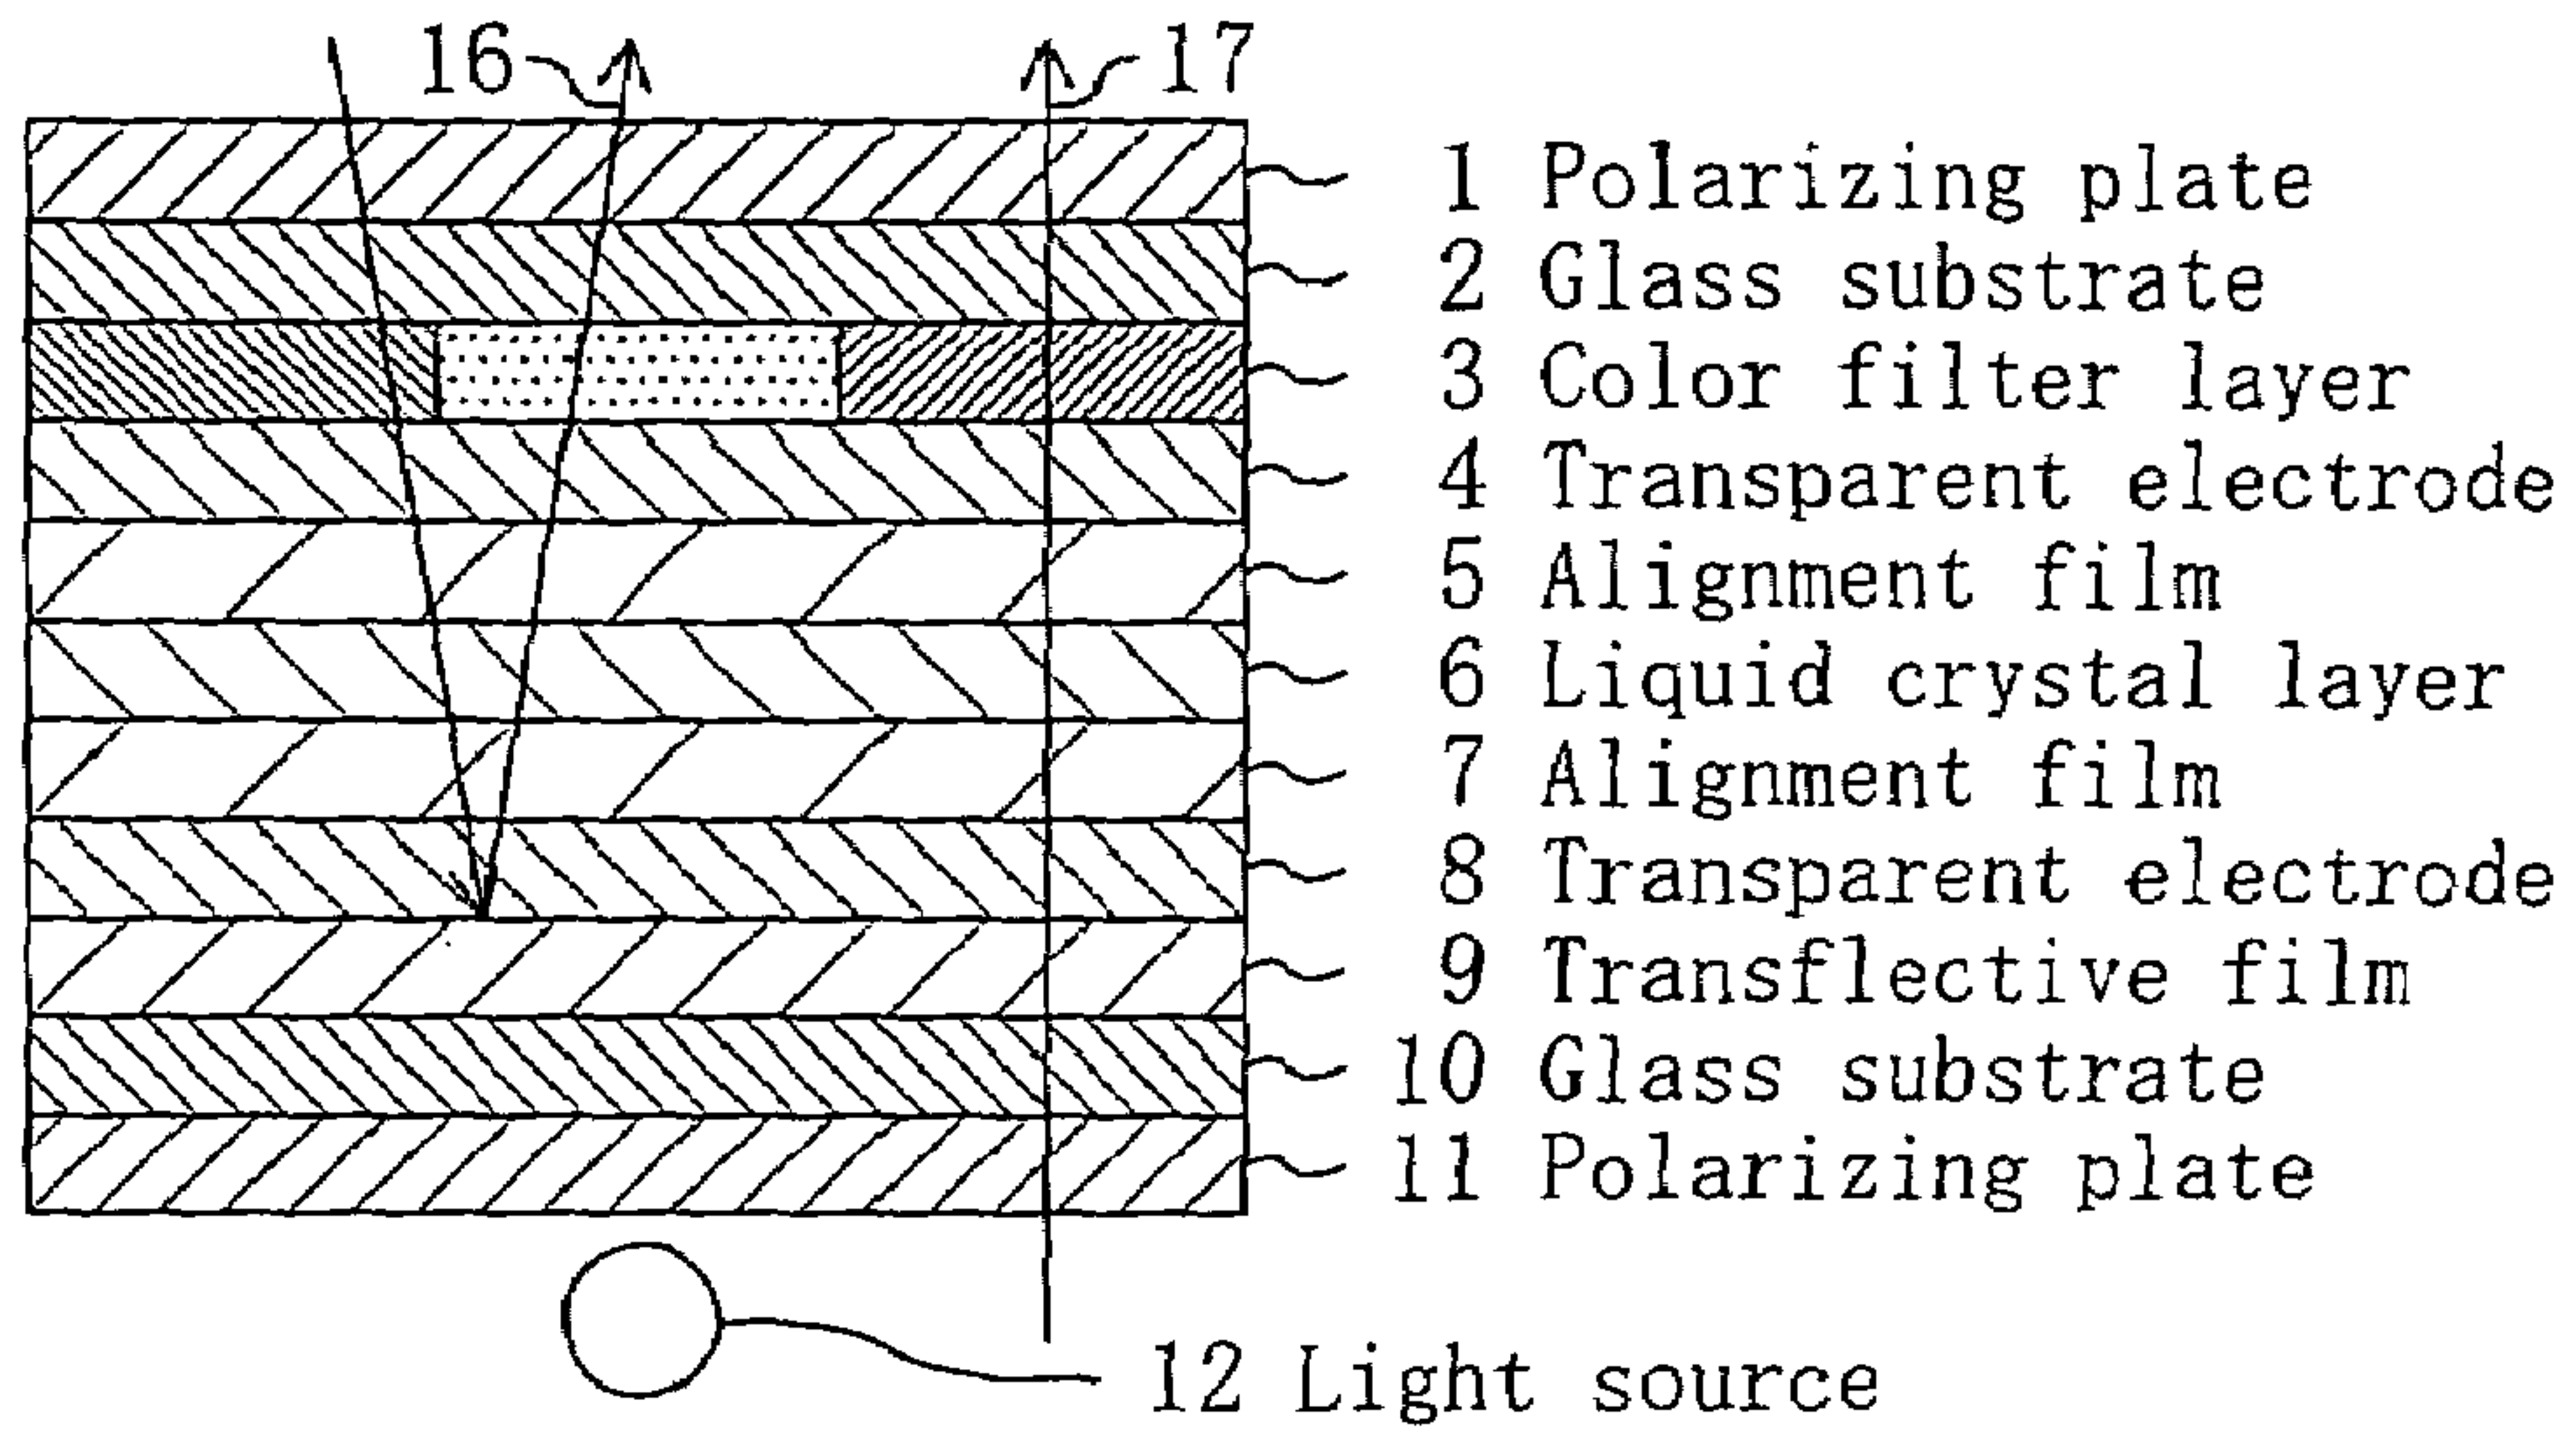 16 17
1 Polarizing plate
2 Glass substrate
3 Color filter layer
4 Transparent electrode
5 Alignment film
6 Liquid crystal layer
7 Alignment film
8 Transparent electrode
9 Transflective film
10 Glass substrate
11 Polarizing plate
12 Light source